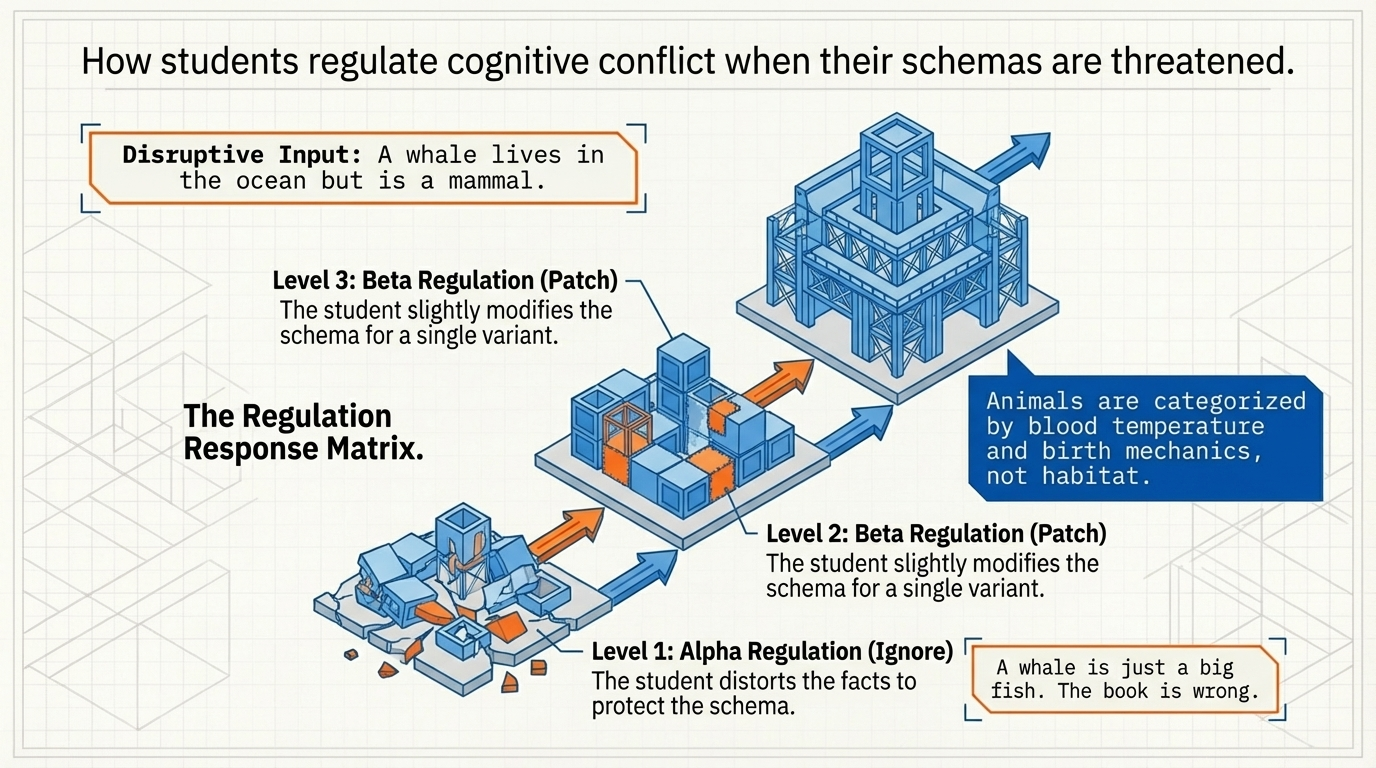 How students regulate cognitive conflict when their schemas are threatened.
Disruptive Input: A whale lives in
the ocean but is a mammal.
Level 3: Beta Regulation (Patch)
The student slightly modifies the
schema for a single variant.
The Regulation
Response Matrix.
Animals are categorized
by blood temperature
and birth mechanics,
not habitat.
Level 2: Beta Regulation (Patch)
The student slightly modifies the
schema for a single variant.
Level 1: Alpha Regulation (Ignore)
The student distorts the facts to
protect the schema.
A whale is just a big
fish. The book is wrong.